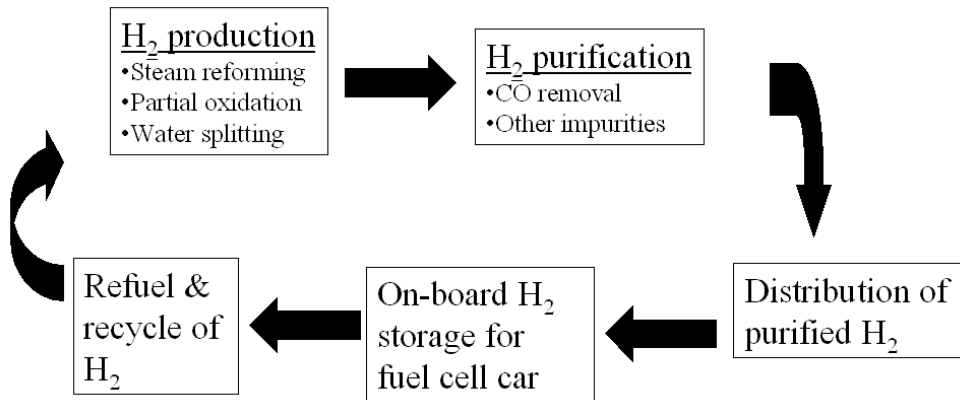 H₂ production
•Steam reforming
•Partial oxidation
•Water splitting
H₂ purification
•CO removal
•Other impurities
Distribution of
purified H₂
On-board H₂
storage for
fuel cell car
Refuel &
recycle of
H₂